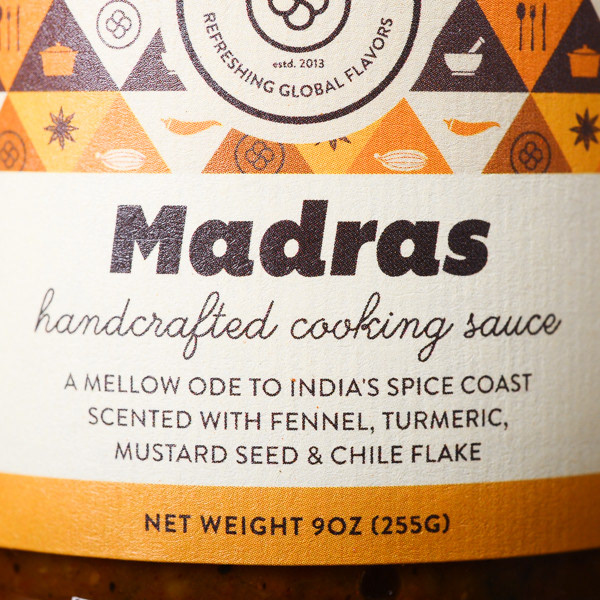 estd. 2013
REFRESHING GLOBAL FLAVORS
Madras
handcrafted cooking sauce
A MELLOW ODE TO INDIA'S SPICE COAST
SCENTED WITH FENNEL, TURMERIC,
MUSTARD SEED & CHILE FLAKE
NET WEIGHT 9OZ (255G)